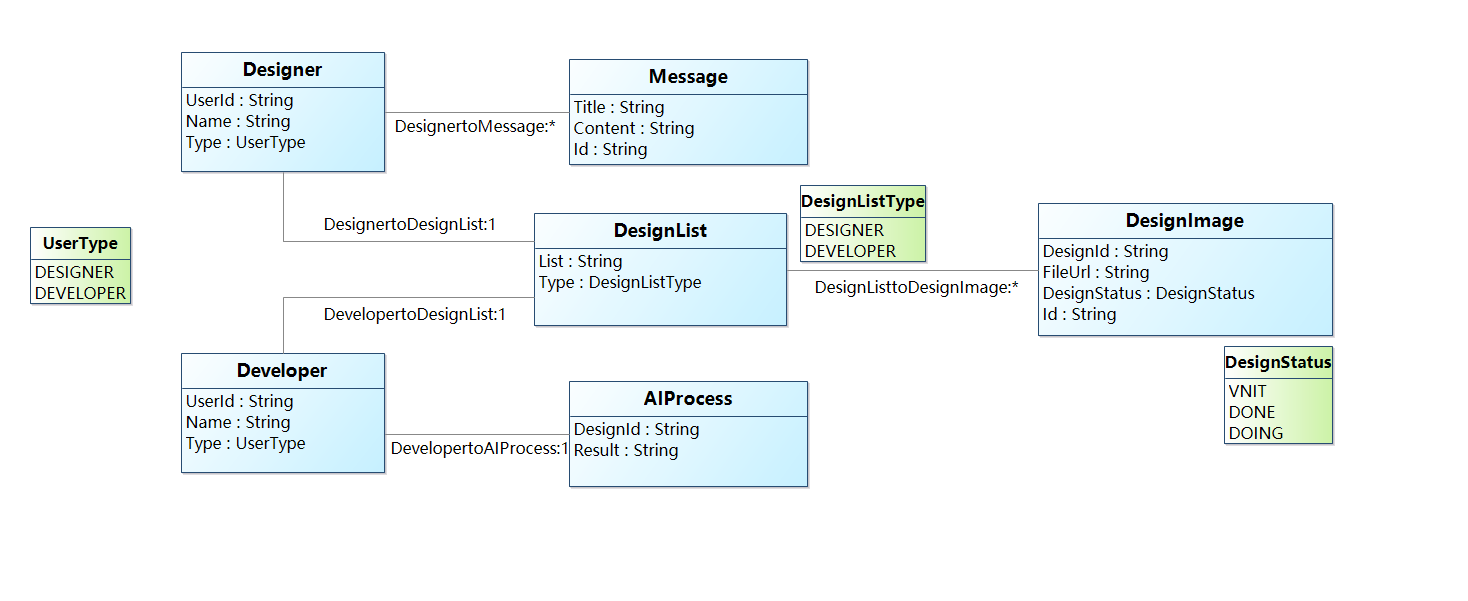 Designer
UserId : String
Name : String
Type : UserType
Message
Title : String
Content : String
Id : String
DesignertoMessage:*
DesignertoDesignList:1
UserType
DESIGNER
DEVELOPER
DesignList
List : String
Type : DesignListType
DesignListType
DESIGNER
DEVELOPER
DesignListtoDesignImage:*
DesignImage
DesignId : String
FileUrl : String
DesignStatus : DesignStatus
Id : String
DevelopertoDesignList:1
Developer
UserId : String
Name : String
Type : UserType
DevelopertoAIProcess:1
AIProcess
DesignId : String
Result : String
DesignStatus
VNIT
DONE
DOING